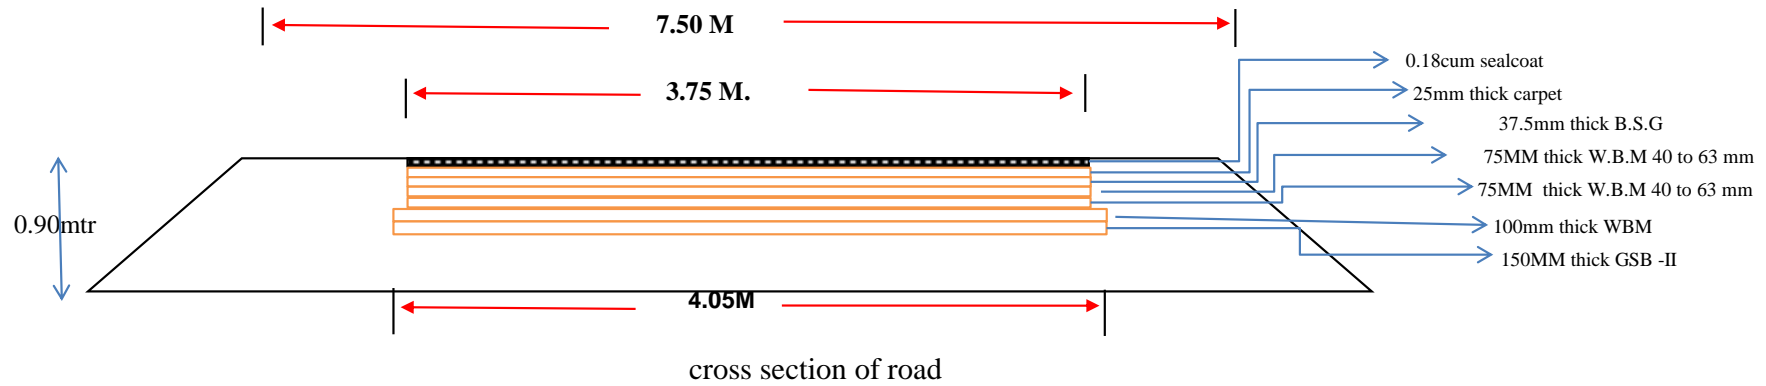 7.50 M
0.18cum sealcoat
3.75 M.
25mm thick carpet
37.5mm thick B.S.G
75MM thick W.B.M 40 to 63 mm
75MM thick W.B.M 40 to 63 mm
0.90mtr
100mm thick WBM
150MM thick GSB -II
4.05M
cross section of road